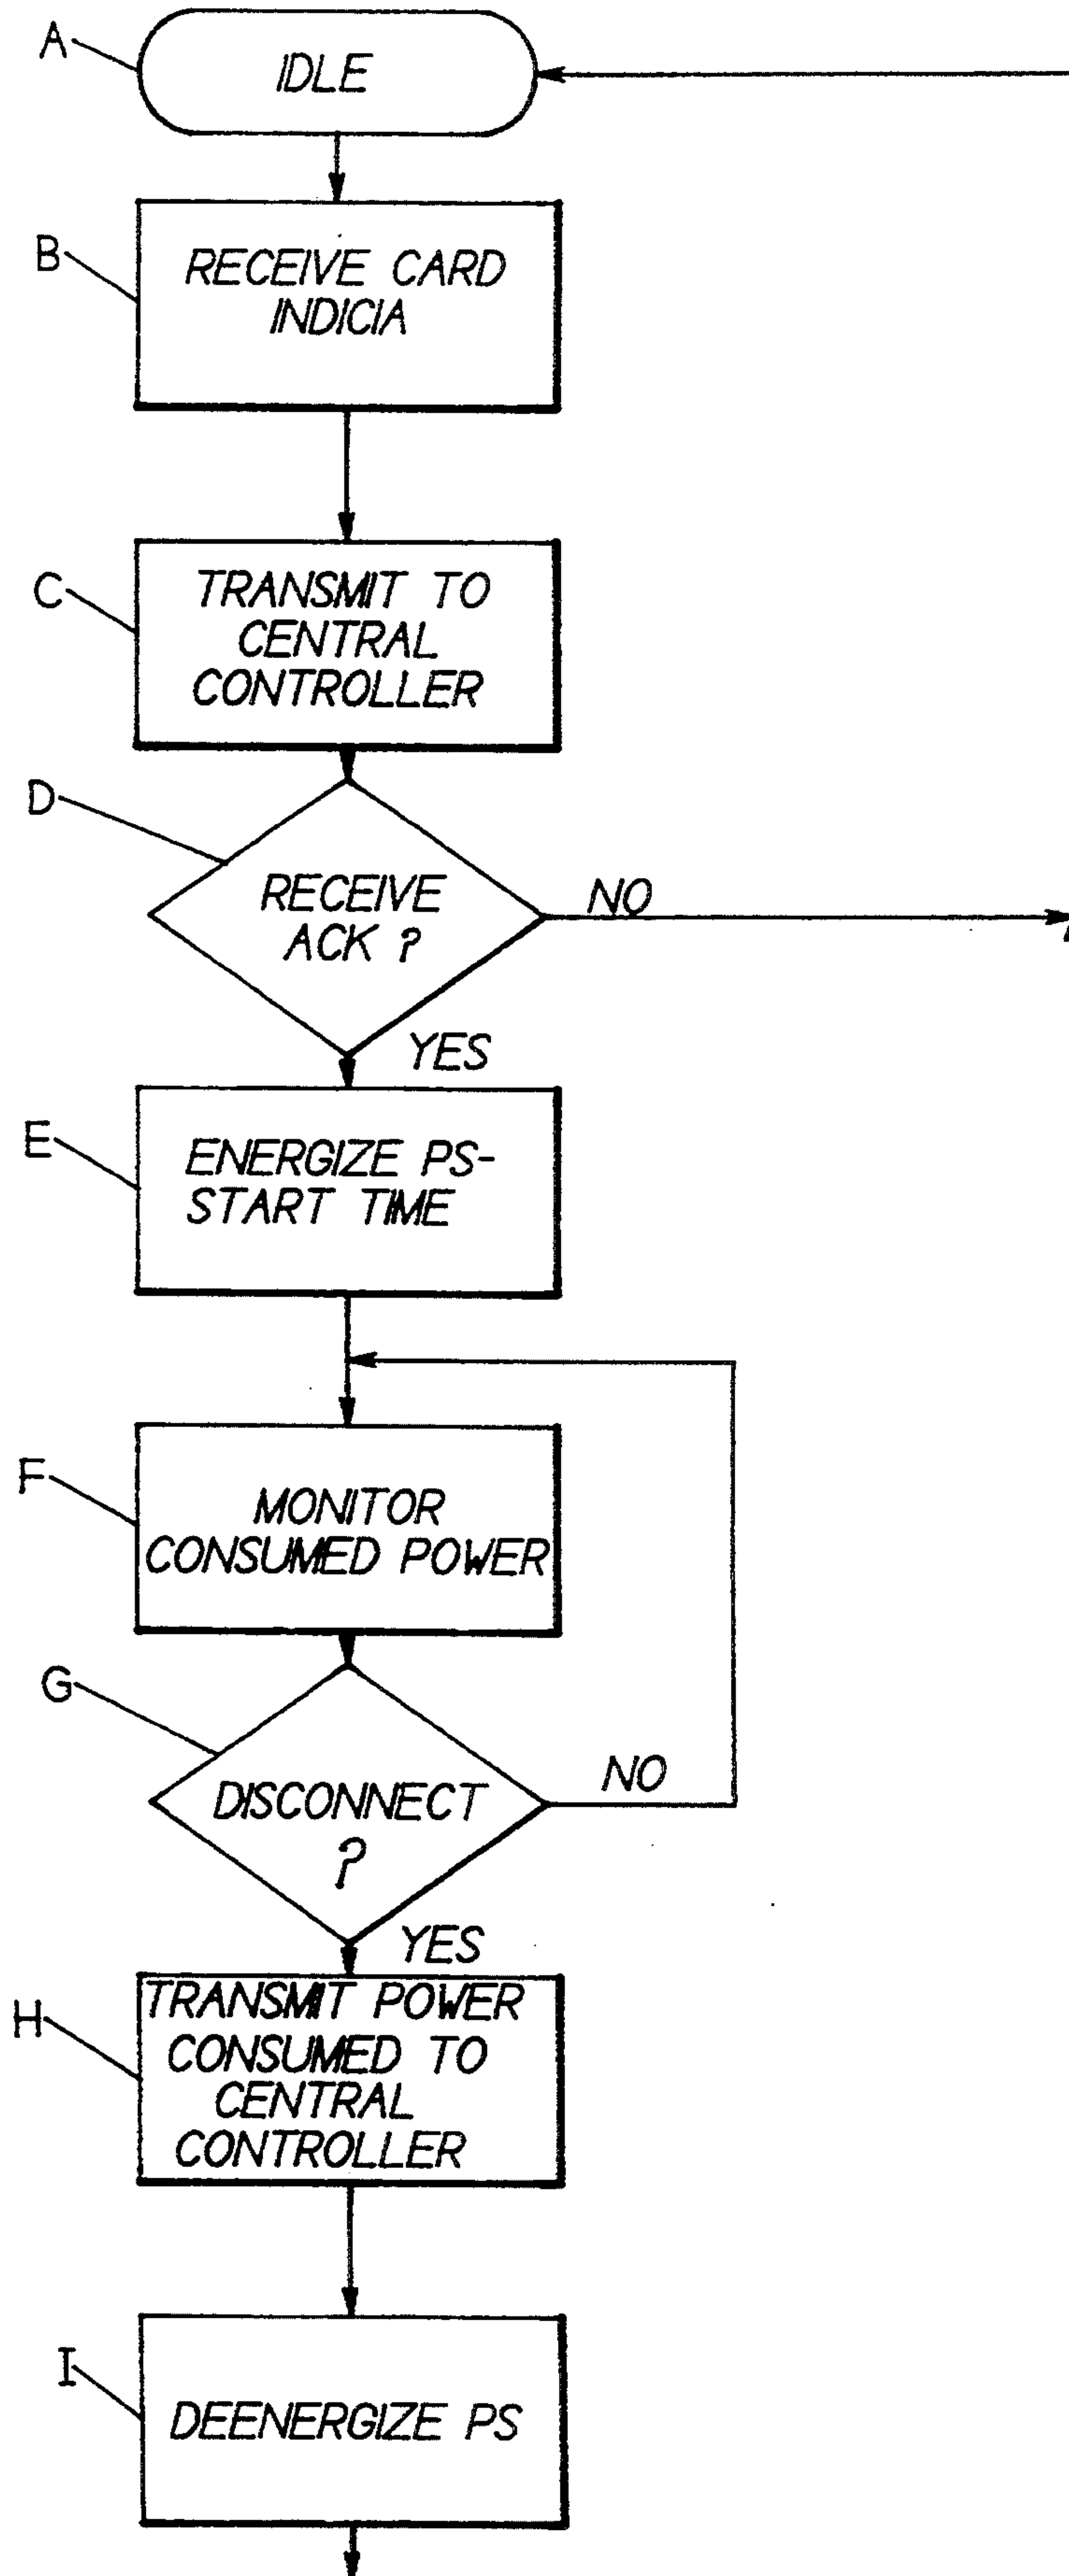 A
IDLE
B
RECEIVE CARD
INDICIA
C
TRANSMIT TO
CENTRAL
CONTROLLER
D
RECEIVE
ACK ?
NO
YES
E
ENERGIZE PS-
START TIME
F
MONITOR
CONSUMED POWER
G
DISCONNECT
?
NO
YES
H
TRANSMIT POWER
CONSUMED TO
CENTRAL
CONTROLLER
I
DEENERGIZE PS